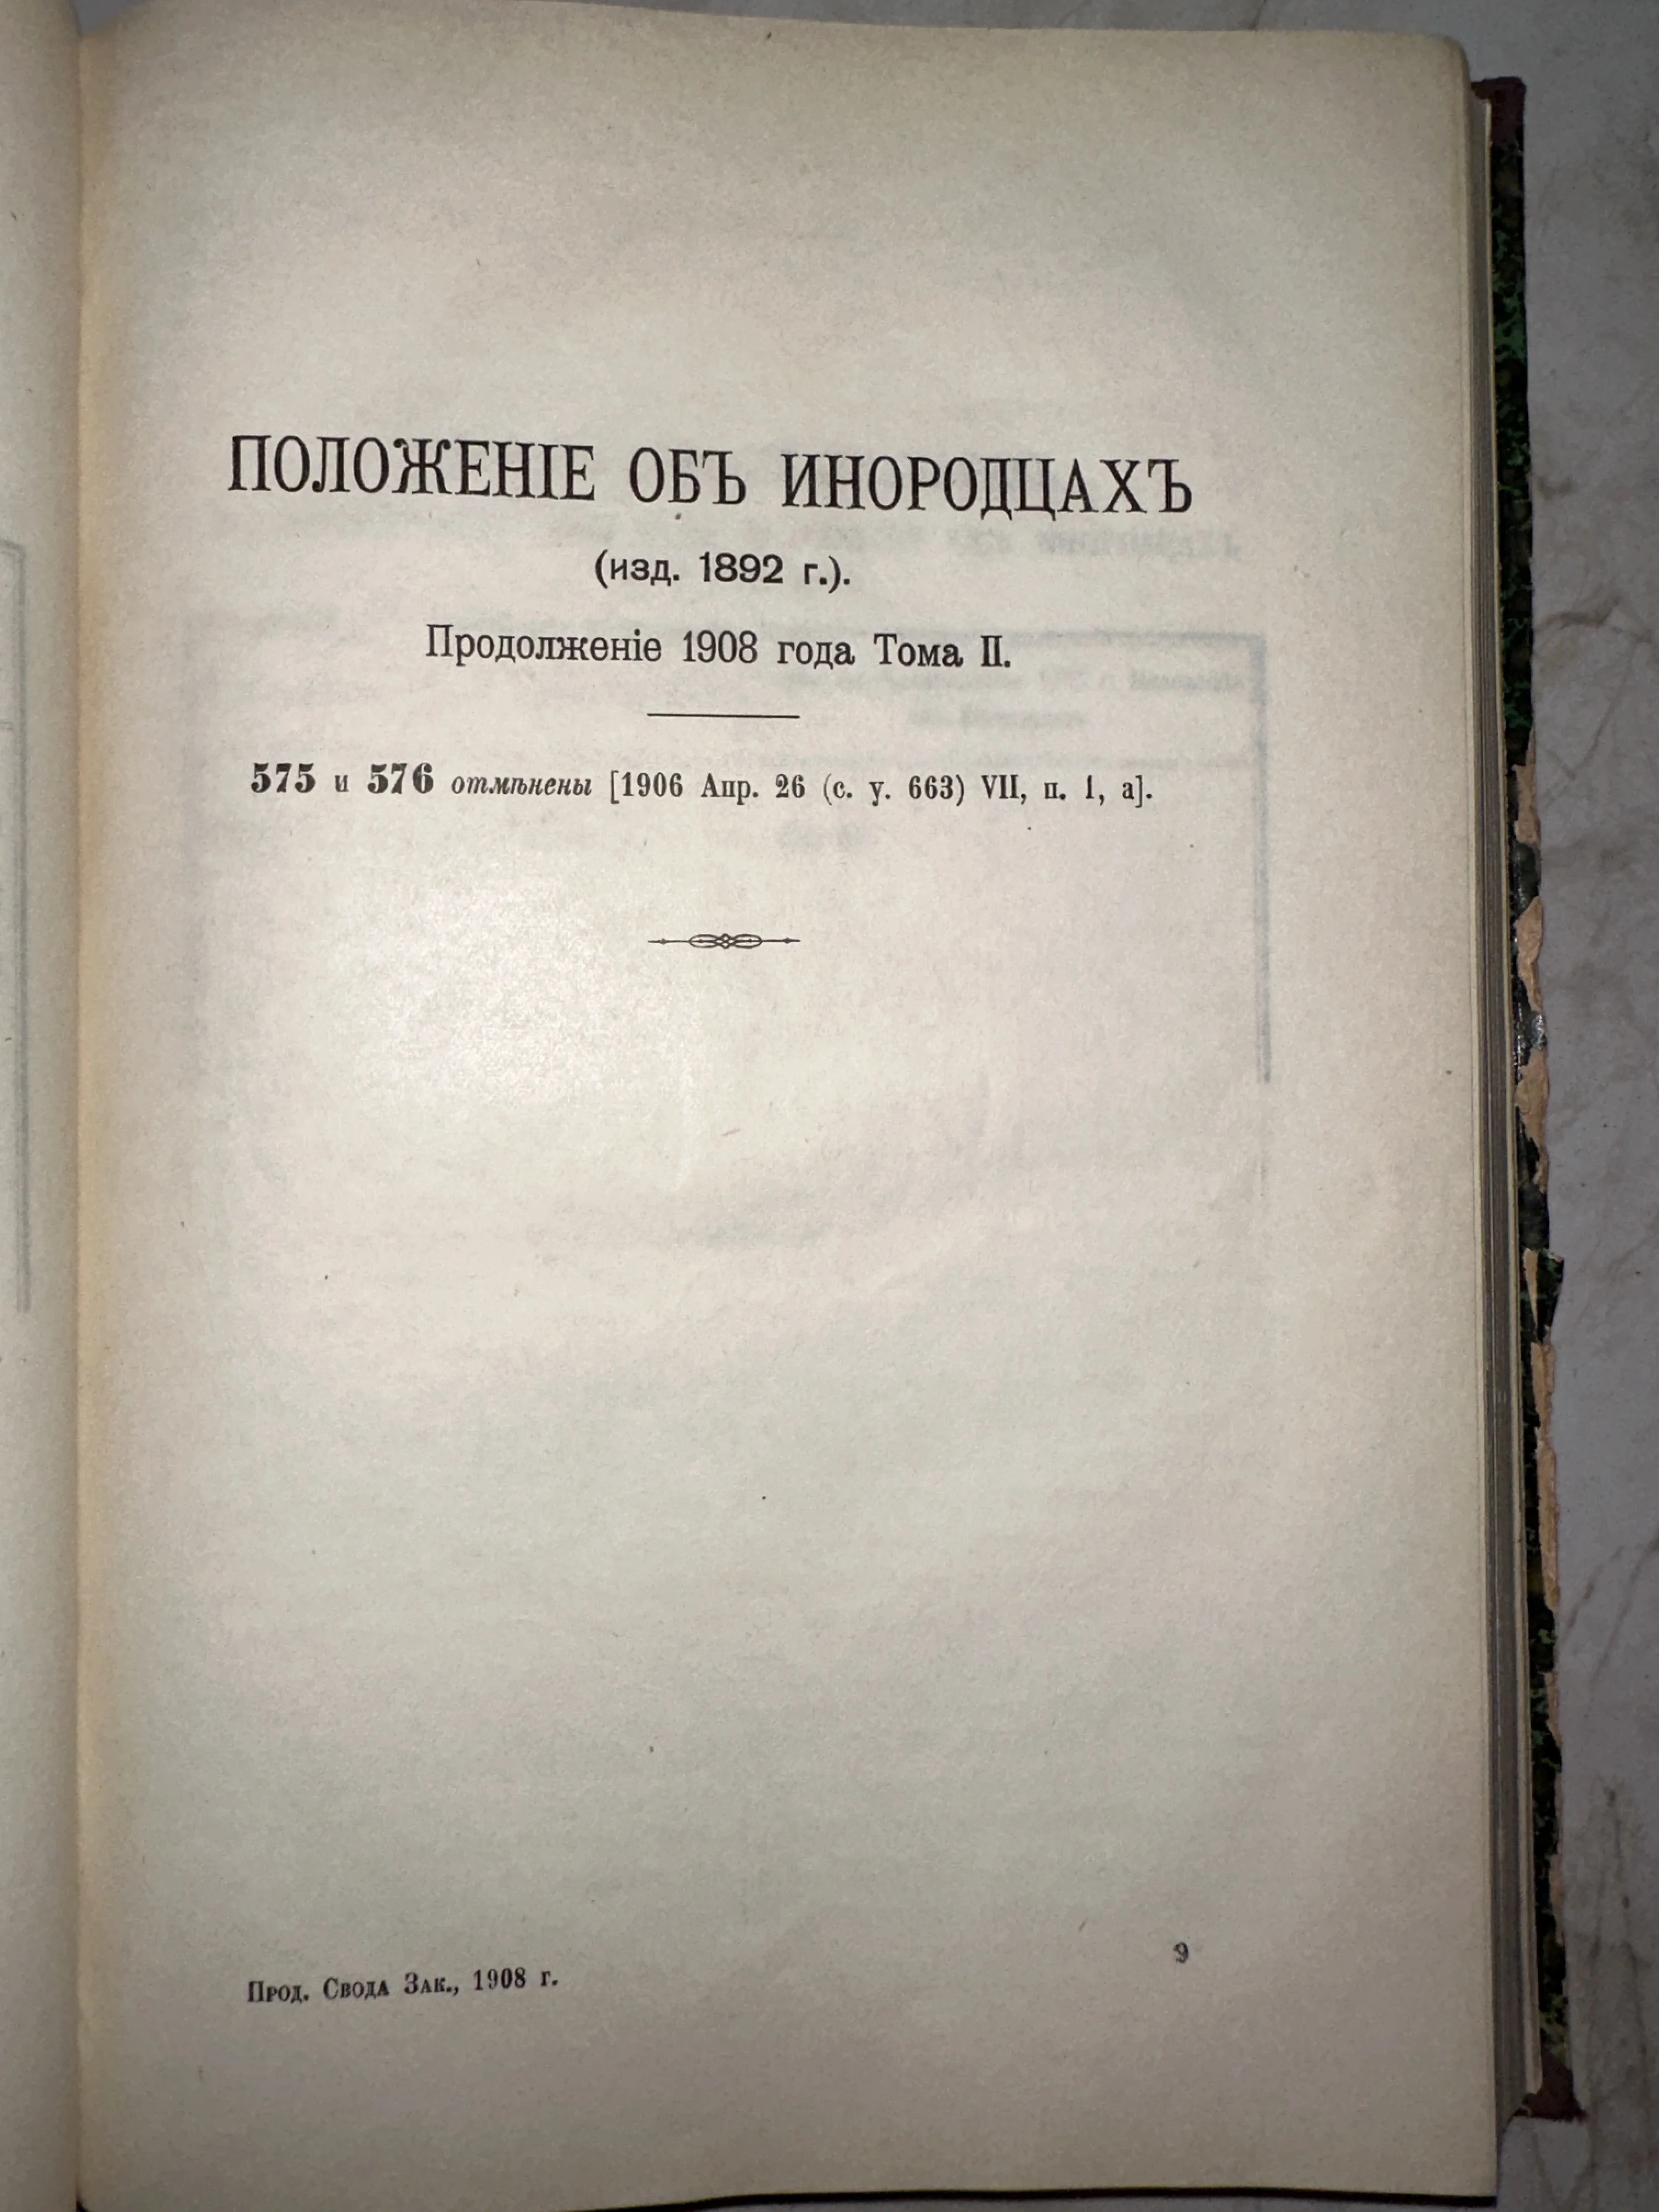 ПОЛОЖЕНІЕ ОБЪ ИНОРОДЦАХЪ
(изд. 1892 г.).
Продолженіе 1908 года Тома II.
575 и 576 отмѣнены [1906 Апр. 26 (с. у. 663) VII, п. 1, а].
9
Прод. Свода Зак., 1908 г.